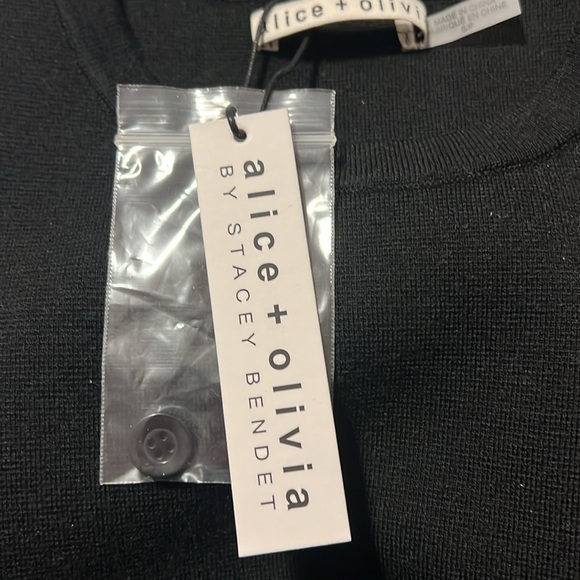 alice + olivi
MADE IN CHINA
FABRIQUÉ EN CHINE
alice + olivia
BY STACEY BENDET